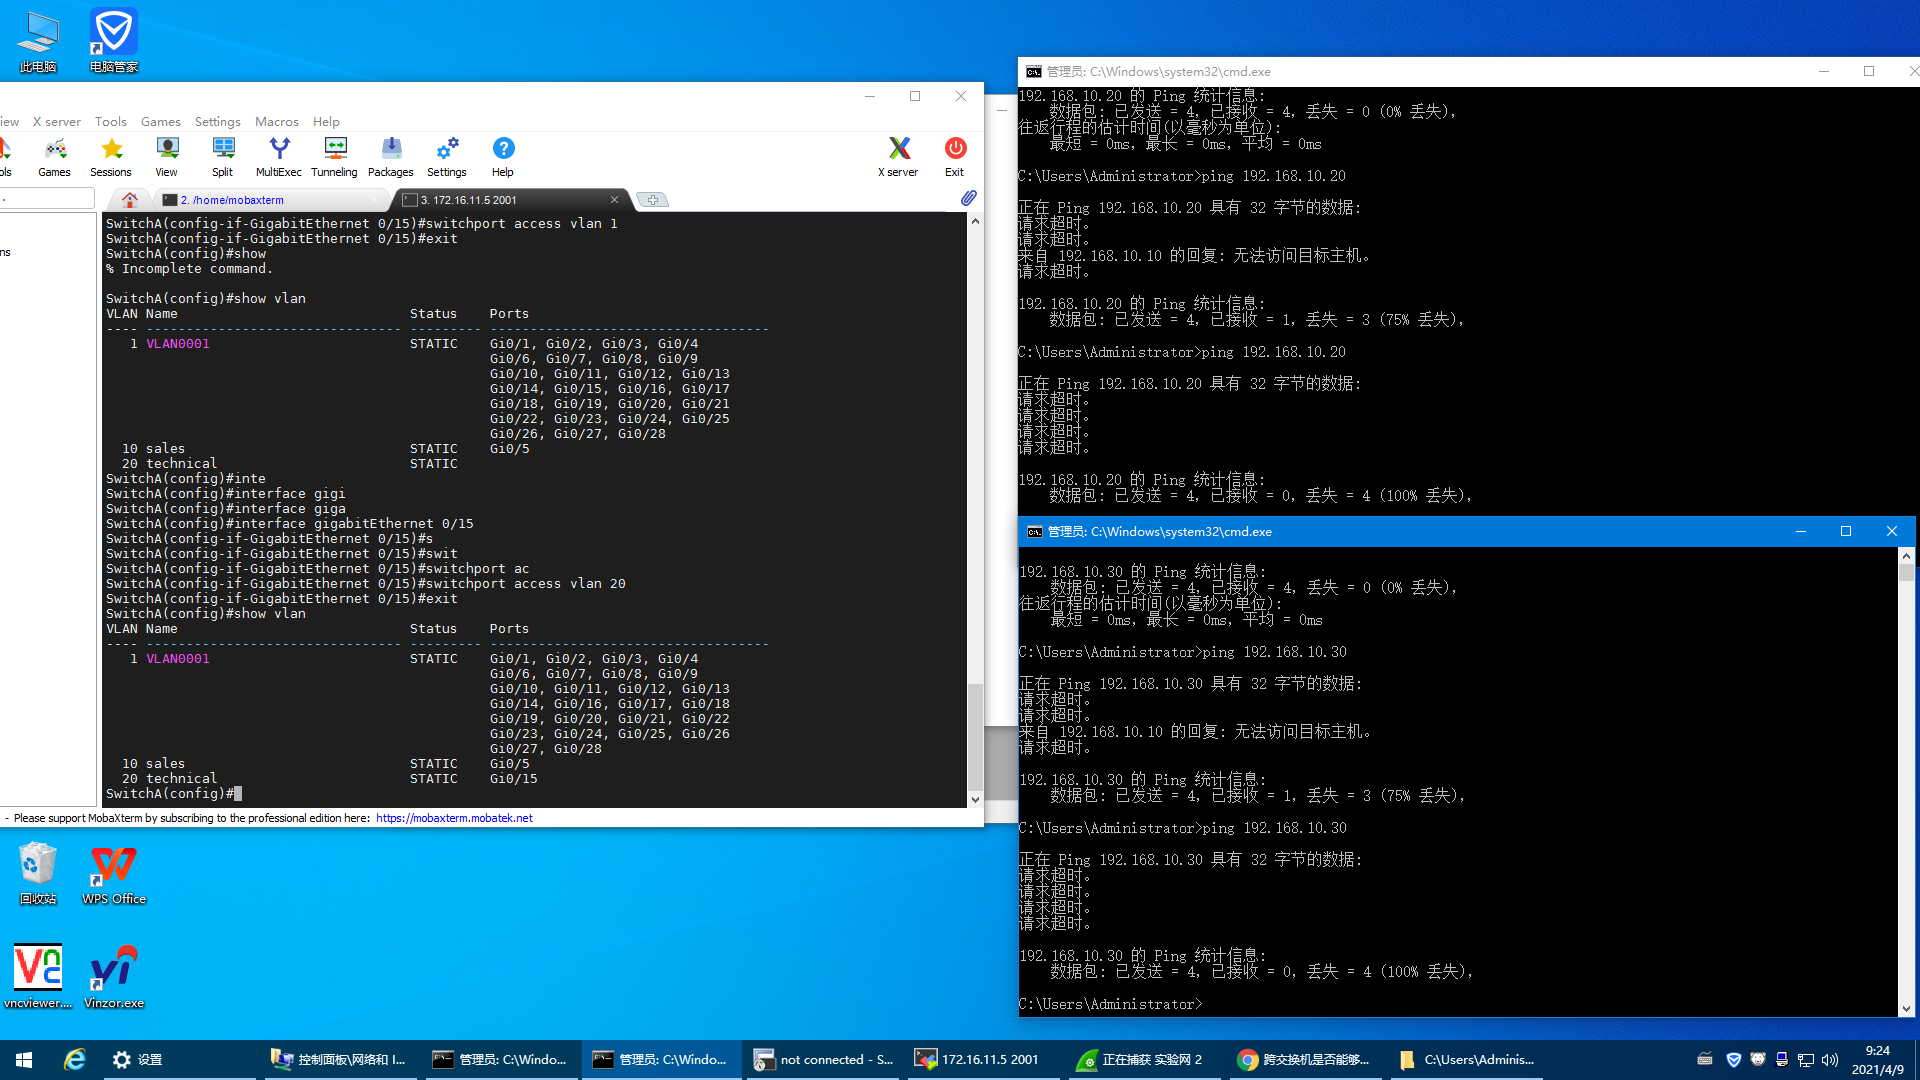 此电脑
电脑管家
iew X server Tools Games Settings Macros Help
ols Games Sessions View Split MultiExec Tunneling Packages Settings Help X server Exit
2. /home/mobaxterm
3. 172.16.11.5 2001
ns
SwitchA(config-if-GigabitEthernet 0/15)#switchport access vlan 1
SwitchA(config-if-GigabitEthernet 0/15)#exit
SwitchA(config)#show
% Incomplete command.
SwitchA(config)#show vlan
VLAN Name Status Ports
---- -------------------------------- --------- -----------------------------------
1 VLAN0001 STATIC Gi0/1, Gi0/2, Gi0/3, Gi0/4
Gi0/6, Gi0/7, Gi0/8, Gi0/9
Gi0/10, Gi0/11, Gi0/12, Gi0/13
Gi0/14, Gi0/15, Gi0/16, Gi0/17
Gi0/18, Gi0/19, Gi0/20, Gi0/21
Gi0/22, Gi0/23, Gi0/24, Gi0/25
Gi0/26, Gi0/27, Gi0/28
10 sales STATIC Gi0/5
20 technical STATIC
SwitchA(config)#inte
SwitchA(config)#interface gigi
SwitchA(config)#interface giga
SwitchA(config)#interface gigabitEthernet 0/15
SwitchA(config-if-GigabitEthernet 0/15)#s
SwitchA(config-if-GigabitEthernet 0/15)#swit
SwitchA(config-if-GigabitEthernet 0/15)#switchport ac
SwitchA(config-if-GigabitEthernet 0/15)#switchport access vlan 20
SwitchA(config-if-GigabitEthernet 0/15)#exit
SwitchA(config)#show vlan
VLAN Name Status Ports
---- -------------------------------- --------- -----------------------------------
1 VLAN0001 STATIC Gi0/1, Gi0/2, Gi0/3, Gi0/4
Gi0/6, Gi0/7, Gi0/8, Gi0/9
Gi0/10, Gi0/11, Gi0/12, Gi0/13
Gi0/14, Gi0/16, Gi0/17, Gi0/18
Gi0/19, Gi0/20, Gi0/21, Gi0/22
Gi0/23, Gi0/24, Gi0/25, Gi0/26
Gi0/27, Gi0/28
10 sales STATIC Gi0/5
20 technical STATIC Gi0/15
SwitchA(config)#
- Please support MobaXterm by subscribing to the professional edition here: https://mobaxterm.mobatek.net
管理员: C:\Windows\system32\cmd.exe
192.168.10.20 的 Ping 统计信息:
数据包: 已发送 = 4，已接收 = 4，丢失 = 0 (0% 丢失)，
往返行程的估计时间(以毫秒为单位):
最短 = 0ms，最长 = 0ms，平均 = 0ms
C:\Users\Administrator>ping 192.168.10.20
正在 Ping 192.168.10.20 具有 32 字节的数据:
请求超时。
请求超时。
来自 192.168.10.10 的回复: 无法访问目标主机。
请求超时。
192.168.10.20 的 Ping 统计信息:
数据包: 已发送 = 4，已接收 = 1，丢失 = 3 (75% 丢失)，
C:\Users\Administrator>ping 192.168.10.20
正在 Ping 192.168.10.20 具有 32 字节的数据:
请求超时。
请求超时。
请求超时。
请求超时。
192.168.10.20 的 Ping 统计信息:
数据包: 已发送 = 4，已接收 = 0，丢失 = 4 (100% 丢失)，
管理员: C:\Windows\system32\cmd.exe
192.168.10.30 的 Ping 统计信息:
数据包: 已发送 = 4，已接收 = 4，丢失 = 0 (0% 丢失)，
往返行程的估计时间(以毫秒为单位):
最短 = 0ms，最长 = 0ms，平均 = 0ms
C:\Users\Administrator>ping 192.168.10.30
正在 Ping 192.168.10.30 具有 32 字节的数据:
请求超时。
请求超时。
来自 192.168.10.10 的回复: 无法访问目标主机。
请求超时。
192.168.10.30 的 Ping 统计信息:
数据包: 已发送 = 4，已接收 = 1，丢失 = 3 (75% 丢失)，
C:\Users\Administrator>ping 192.168.10.30
正在 Ping 192.168.10.30 具有 32 字节的数据:
请求超时。
请求超时。
请求超时。
请求超时。
192.168.10.30 的 Ping 统计信息:
数据包: 已发送 = 4，已接收 = 0，丢失 = 4 (100% 丢失)，
C:\Users\Administrator>
回收站
WPS Office
vncviewer....
Vinzor.exe
设置
控制面板\网络和 I...
管理员: C:\Windo...
管理员: C:\Windo...
not connected - S...
172.16.11.5 2001
正在捕获 实验网 2
跨交换机是否能够...
C:\Users\Adminis...
9:24
2021/4/9